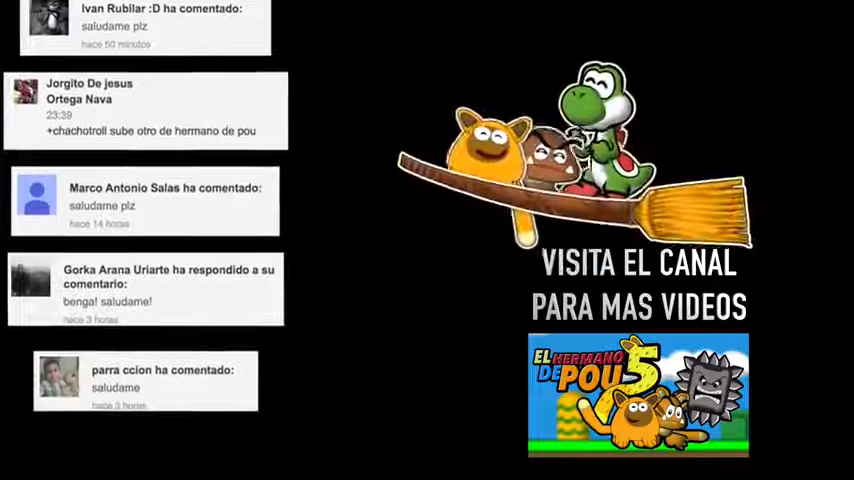 Ivan Rubilar :D ha comentado:
saludame plz
hace 50 minutos
Jorgito De jesus
Ortega Nava
23:39
+chachotroll sube otro de hermano de pou
Marco Antonio Salas ha comentado:
saludame plz
hace 14 horas
Gorka Arana Uriarte ha respondido a su
comentario:
benga! saludame!
hace 3 horas
parra ccion ha comentado:
saludame
hace 3 horas
VISITA EL CANAL
PARA MAS VIDEOS
EL HERMANO
DE POU 5